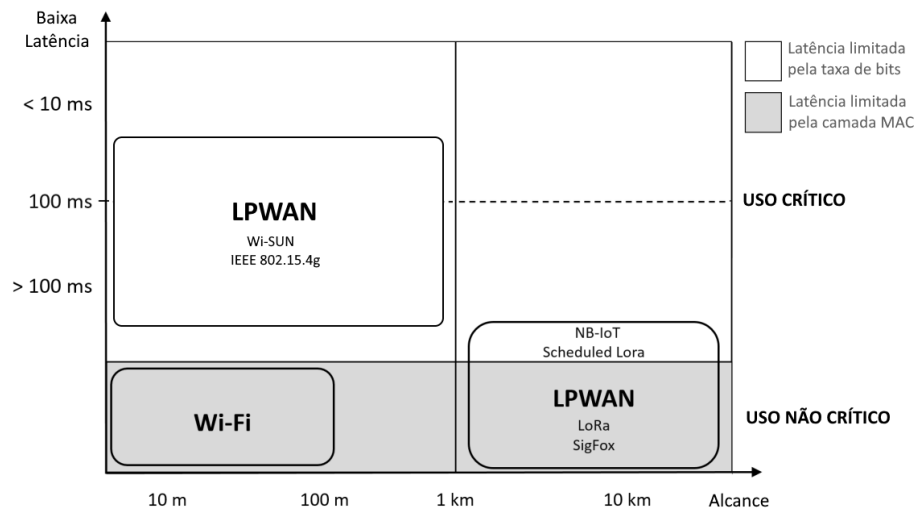 Baixa
Latência
< 10 ms
100 ms
> 100 ms
LPWAN
Wi-SUN
IEEE 802.15.4g
Wi-Fi
NB-IoT
Scheduled Lora
LPWAN
LoRa
SigFox
Latência limitada
pela taxa de bits
Latência limitada
pela camada MAC
USO CRÍTICO
USO NÃO CRÍTICO
10 m
100 m
1 km
10 km
Alcance